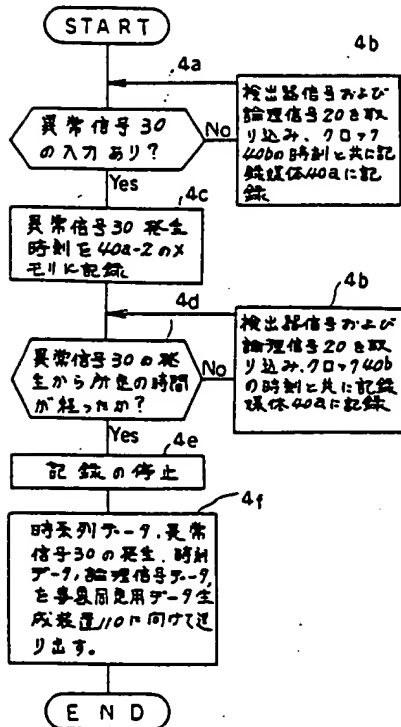 START
4a
4b
異常信号30
の入力あり?
No
検出器信号および
論理信号20を取
り込み、クロック
40bの時刻と共に記
録媒体40aに記
録
Yes
4c
異常信号30発生
時刻を40a-2のメ
モリに記録
4d
4b
異常信号30の発
生から所定の時間
が経ったか?
No
検出器信号および
論理信号20を取
り込み、クロック40b
の時刻と共に記録
媒体40aに記録
Yes
4e
記録の停止
4f
時系列データ、異常
信号30の発生、時刻
データ、論理信号データ、
を事象同定用データ生
成装置110に向けて送
り出す。
END